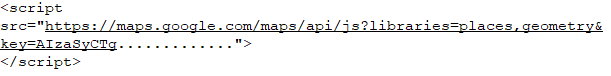 <script
src="https://maps.google.com/maps/api/js?libraries=places,geometry&
key=AIzaSyCTg.............">
</script>